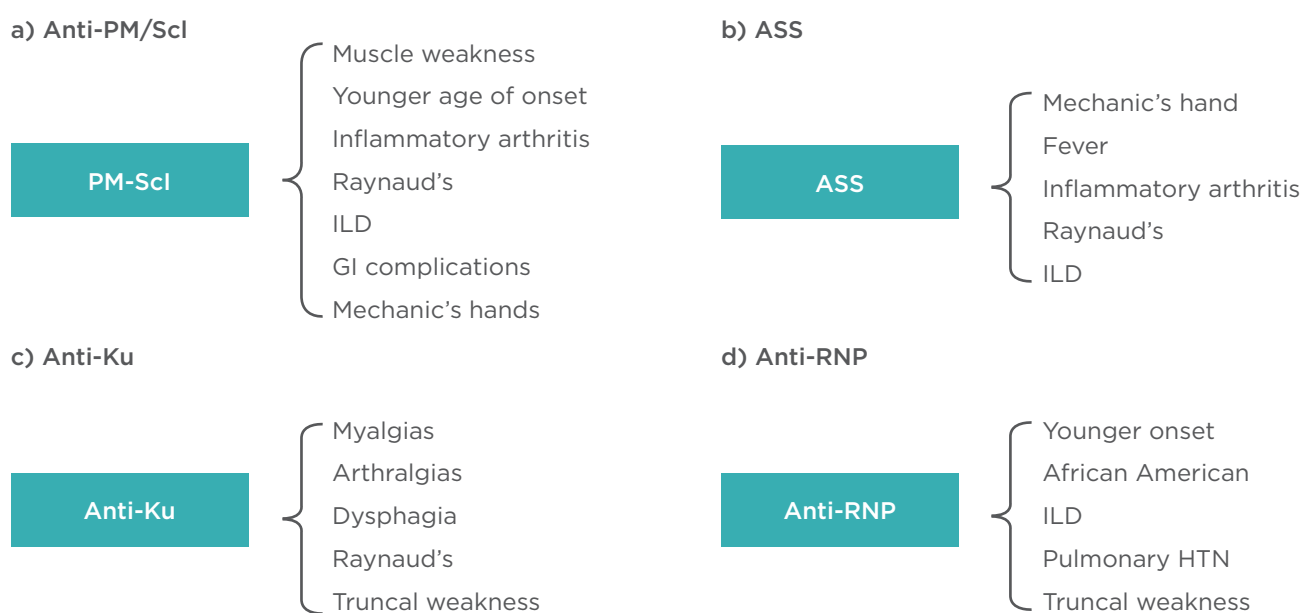 a) Anti-PM/Scl
PM-Scl
Muscle weakness
Younger age of onset
Inflammatory arthritis
Raynaud’s
ILD
GI complications
Mechanic’s hands
b) ASS
ASS
Mechanic’s hand
Fever
Inflammatory arthritis
Raynaud’s
ILD
c) Anti-Ku
Anti-Ku
Myalgias
Arthralgias
Dysphagia
Raynaud’s
Truncal weakness
d) Anti-RNP
Anti-RNP
Younger onset
African American
ILD
Pulmonary HTN
Truncal weakness